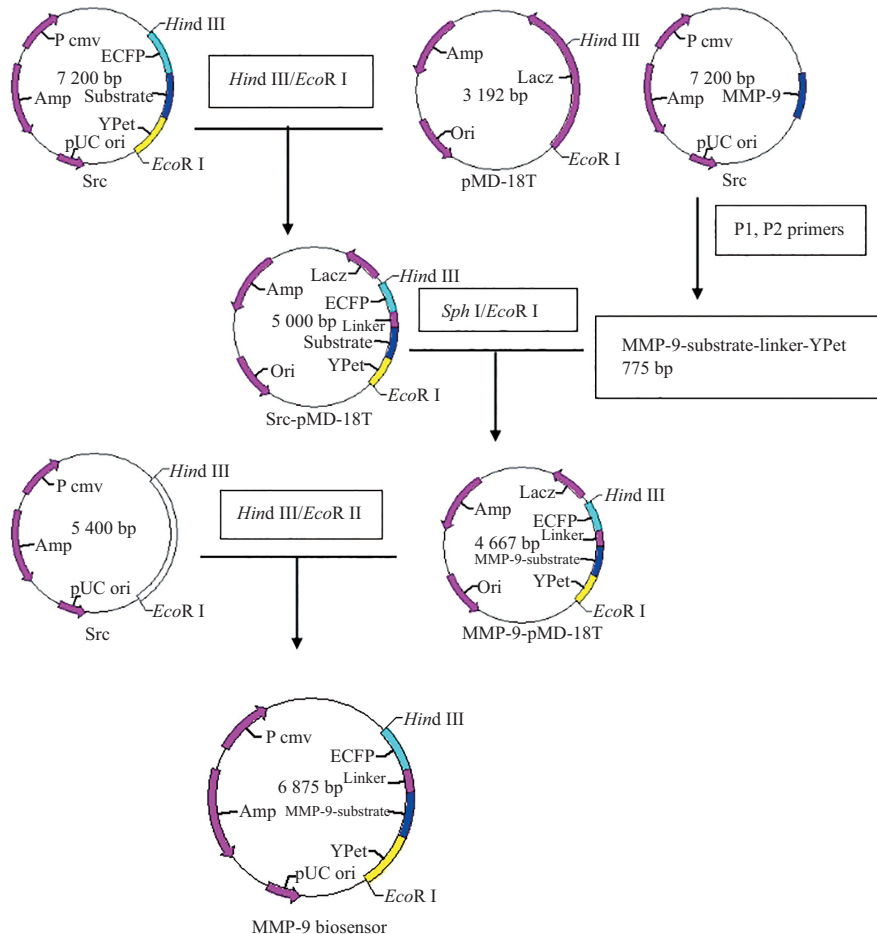 Hind III
P cmv
ECFP
7 200 bp
Substrate
Amp
YPet
pUC ori
EcoR I
Src
Hind III/EcoR I
Amp
Hind III
Lacz
3 192 bp
Ori
EcoR I
pMD-18T
P cmv
7 200 bp
MMP-9
Amp
pUC ori
Src
P1, P2 primers
Lacz
Hind III
Amp
ECFP
5 000 bp
Linker
Substrate
Ori
YPet
EcoR I
Src-pMD-18T
Sph I/EcoR I
MMP-9-substrate-linker-YPet
775 bp
Hind III
P cmv
5 400 bp
Amp
pUC ori
EcoR I
Src
Hind III/EcoR II
Lacz
Hind III
Amp
ECFP
Linker
4 667 bp
MMP-9-substrate
YPet
Ori
EcoR I
MMP-9-pMD-18T
Hind III
P cmv
ECFP
Linker
6 875 bp
Amp
MMP-9-substrate
YPet
pUC ori
EcoR I
MMP-9 biosensor